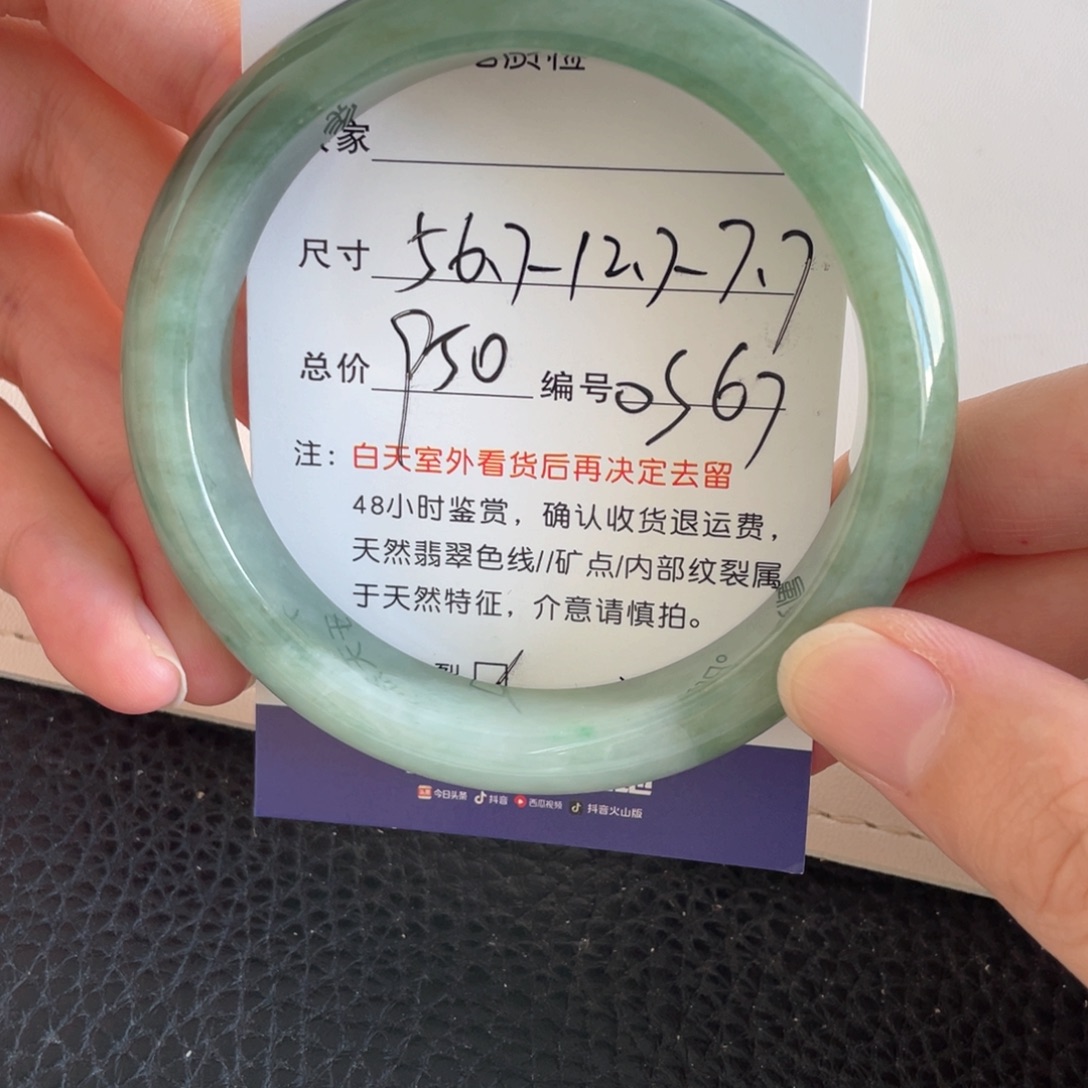 家
尺寸 56.7-12.7-7.7
总价 950 编号 0567
注：白天室外看货后再决定去留
48小时鉴赏，确认收货退运费，
天然翡翠色线//矿点/内部纹裂属
于天然特征，介意请慎拍。
今日头条 抖音 西瓜视频 抖音火山版